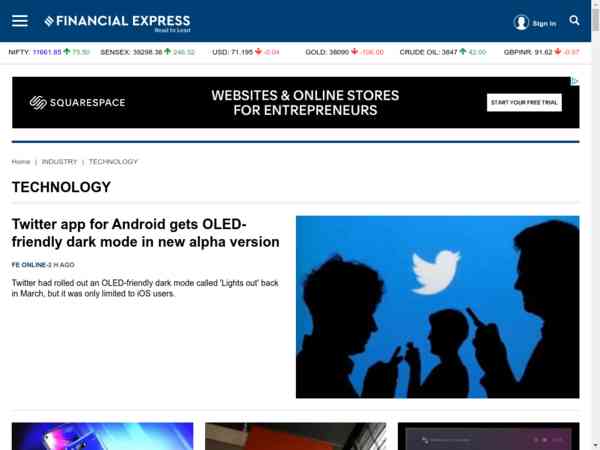 FINANCIAL EXPRESS
Read to Lead
Sign In
NIFTY: 11661.85 75.50 SENSEX: 39298.38 246.32 USD: 71.195 -0.04 GOLD: 38090 -106.00 CRUDE OIL: 3847 42.00 GBPINR: 91.62 -0.97
SQUARESPACE
WEBSITES & ONLINE STORES
FOR ENTREPRENEURS
START YOUR FREE TRIAL
Home | INDUSTRY | TECHNOLOGY
TECHNOLOGY
Twitter app for Android gets OLED-
friendly dark mode in new alpha version
FE ONLINE-2 H AGO
Twitter had rolled out an OLED-friendly dark mode called 'Lights out' back
in March, but it was only limited to iOS users.